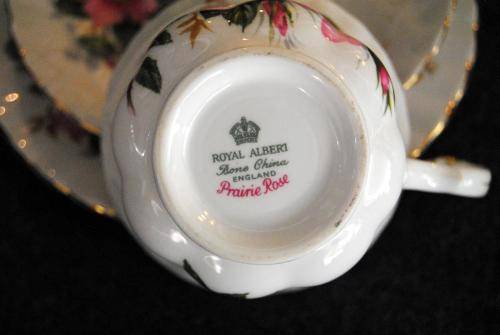 ROYAL ALBERT
Bone China
ENGLAND
Prairie Rose